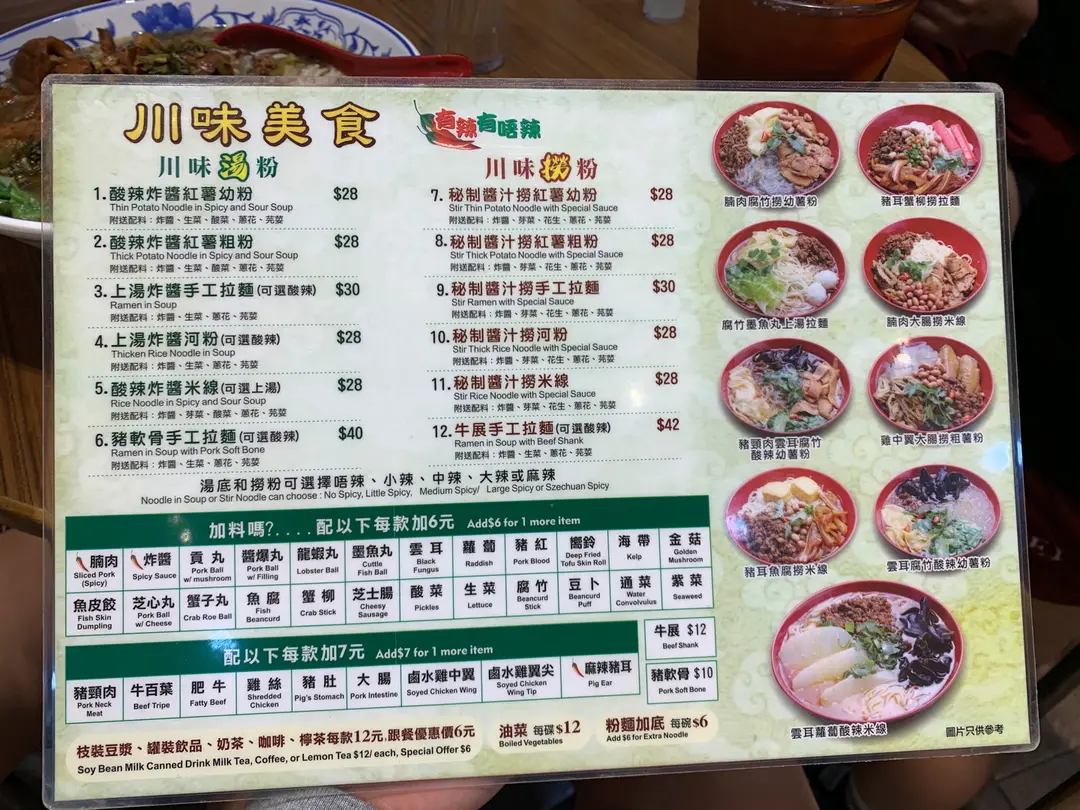 川味美食
有辣有唔辣
川味湯粉
1.酸辣炸醬紅薯幼粉 $28
Thin Potato Noodle in Spicy and Sour Soup
附送配料：炸醬、生菜、酸菜、蔥花、芫荽
2.酸辣炸醬紅薯粗粉 $28
Thick Potato Noodle in Spicy and Sour Soup
附送配料：炸醬、生菜、酸菜、蔥花、芫荽
3.上湯炸醬手工拉麵(可選酸辣) $30
Ramen in Soup
附送配料：炸醬、生菜、蔥花、芫荽
4.上湯炸醬河粉(可選酸辣) $28
Thicken Rice Noodle in Soup
附送配料：炸醬、生菜、蔥花、芫荽
5.酸辣炸醬米線(可選上湯) $28
Rice Noodle in Spicy and Sour Soup
附送配料：炸醬、芽菜、酸菜、蔥花、芫荽
6.豬軟骨手工拉麵(可選酸辣) $40
Ramen in Soup with Pork Soft Bone
附送配料：炸醬、生菜、蔥花、芫荽
川味撈粉
7.秘制醬汁撈紅薯幼粉 $28
Stir Thin Potato Noodle with Special Sauce
附送配料：炸醬、芽菜、花生、蔥花、芫荽
8.秘制醬汁撈紅薯粗粉 $28
Stir Thick Potato Noodle with Special Sauce
附送配料：炸醬、芽菜、花生、蔥花、芫荽
9.秘制醬汁撈手工拉麵 $30
Stir Ramen with Special Sauce
附送配料：炸醬、芽菜、花生、蔥花、芫荽
10.秘制醬汁撈河粉 $28
Stir Thick Rice Noodle with Special Sauce
附送配料：炸醬、芽菜、花生、蔥花、芫荽
11.秘制醬汁撈米線 $28
Stir Rice Noodle with Special Sauce
附送配料：炸醬、芽菜、花生、蔥花、芫荽
12.牛展手工拉麵(可選酸辣) $42
Ramen in Soup with Beef Shank
附送配料：炸醬、生菜、蔥花、芫荽
湯底和撈粉可選擇唔辣、小辣、中辣、大辣或麻辣
Noodle in Soup or Stir Noodle can choose : No Spicy, Little Spicy, Medium Spicy/ Large Spicy or Szechuan Spicy
加料嗎?....配以下每款加6元 Add$6 for 1 more item
腩肉 炸醬 貢丸 醬爆丸 龍蝦丸 墨魚丸 雲耳 蘿蔔 豬紅 響鈴 海帶 金菇
Sliced Pork (Spicy) Spicy Sauce Pork Ball w/ mushroom Pork Ball w/ Filling Lobster Ball Cuttle Fish Ball Black Fungus Raddish Pork Blood Deep Fried Tofu Skin Roll Kelp Golden Mushroom
魚皮餃 芝心丸 蟹子丸 魚腐 蟹柳 芝士腸 酸菜 生菜 腐竹 豆卜 通菜 紫菜
Fish Skin Dumpling Pork Ball w/ Cheese Crab Roe Ball Fish Beancurd Crab Stick Cheesy Sausage Pickles Lettuce Beancurd Stick Beancurd Puff Water Convolvulus Seaweed
配以下每款加7元 Add$7 for 1 more item
豬頸肉 牛百葉 肥牛 雞絲 豬肚 大腸 鹵水雞中翼 鹵水雞翼尖 麻辣豬耳
Pork Neck Meat Beef Tripe Fatty Beef Shredded Chicken Pig's Stomach Pork Intestine Soyed Chicken Wing Soyed Chicken Wing Tip Pig Ear
牛展 $12
Beef Shank
豬軟骨 $10
Pork Soft Bone
枝裝豆漿、罐裝飲品、奶茶、咖啡、檸茶每款12元,跟餐優惠價6元
Soy Bean Milk Canned Drink Milk Tea, Coffee, or Lemon Tea $12/ each, Special Offer $6
油菜 每碟$12
Boiled Vegetables
粉麵加底 每碗$6
Add $6 for Extra Noodle
腩肉腐竹撈幼薯粉
豬耳蟹柳撈拉麵
腐竹墨魚丸上湯拉麵
腩肉大腸撈米線
豬頸肉雲耳腐竹
酸辣幼薯粉
雞中翼大腸撈粗薯粉
豬耳魚腐撈米線
雲耳腐竹酸辣幼薯粉
雲耳蘿蔔酸辣米線
圖片只供參考